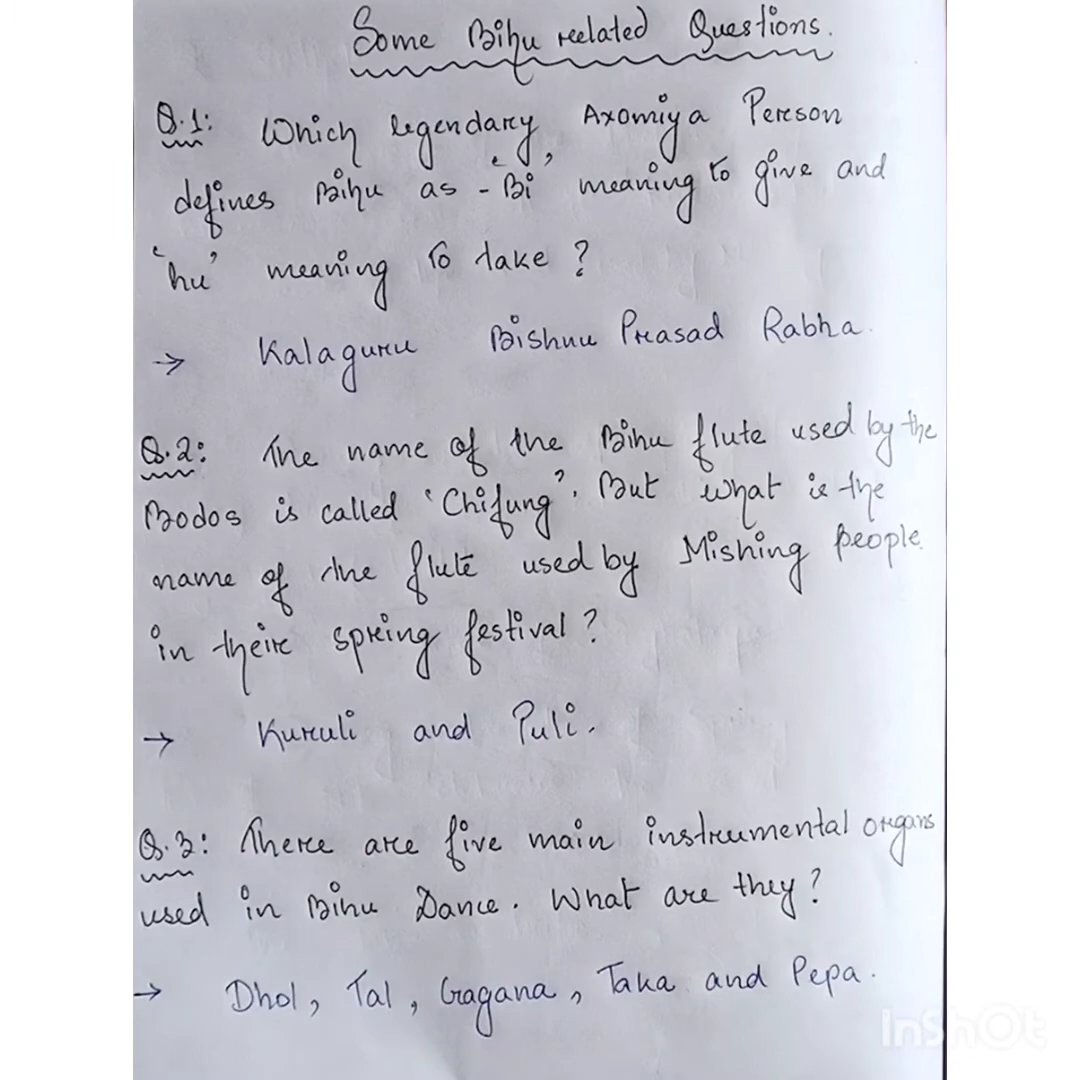 Some Bihu related Questions.
Q.1: Which legendary, Axomiya Person
defines Bihu as - 'Bi' meaning to give and
'hu' meaning to take?
→ Kalaguru Bishnu Prasad Rabha.
Q.2: The name of the Bihu flute used by the
Bodos is called 'Chifung'. But what is the
name of the flute used by Mishing people
in their spring festival?
→ Kuruli and Puli.
Q.3: There are five main instrumental organs
used in Bihu Dance. What are they?
→ Dhol, Tal, Gagana, Taka and Pepa.
InShOt